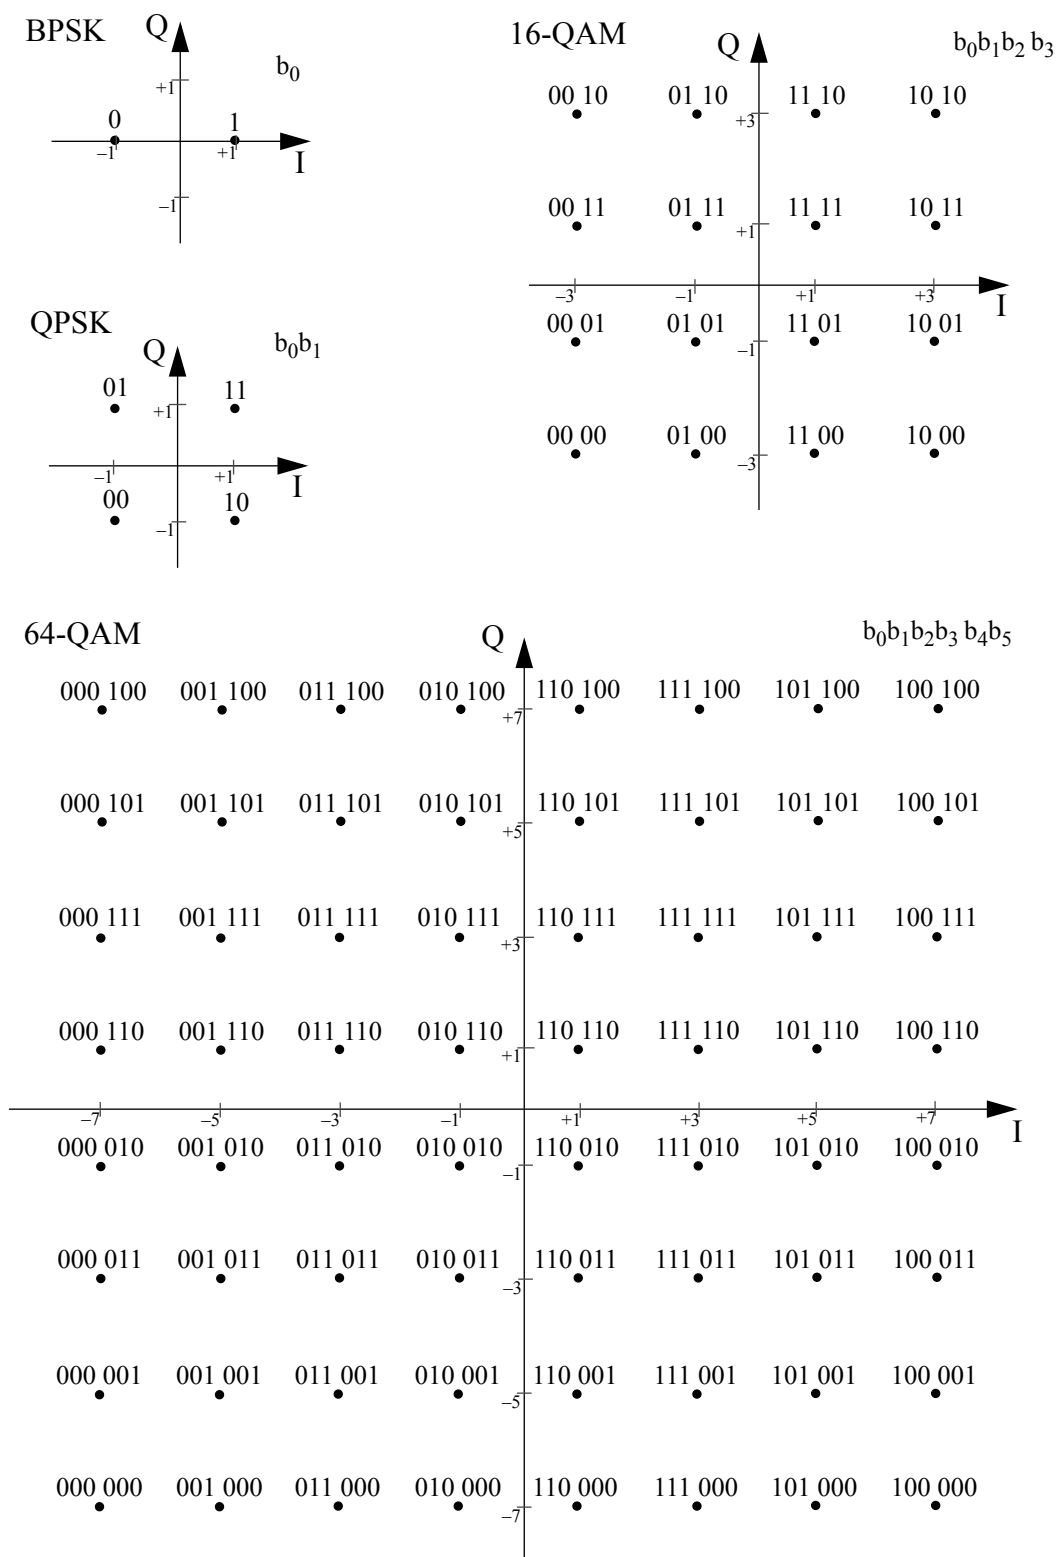 BPSK
Q
b0
+1
0 1
−1 +1
I
−1
QPSK
Q
b0b1
01 11
+1
−1 +1
I
00 10
−1
16-QAM
Q
b0b1b2 b3
00 10 01 10 11 10 10 10
+3
00 11 01 11 11 11 10 11
+1
−3 −1 +1 +3
I
00 01 01 01 11 01 10 01
−1
00 00 01 00 11 00 10 00
−3
64-QAM
Q
b0b1b2b3 b4b5
000 100 001 100 011 100 010 100 110 100 111 100 101 100 100 100
+7
000 101 001 101 011 101 010 101 110 101 111 101 101 101 100 101
+5
000 111 001 111 011 111 010 111 110 111 111 111 101 111 100 111
+3
000 110 001 110 011 110 010 110 110 110 111 110 101 110 100 110
+1
−7 −5 −3 −1 +1 +3 +5 +7
I
000 010 001 010 011 010 010 010 110 010 111 010 101 010 100 010
−1
000 011 001 011 011 011 010 011 110 011 111 011 101 011 100 011
−3
000 001 001 001 011 001 010 001 110 001 111 001 101 001 100 001
−5
000 000 001 000 011 000 010 000 110 000 111 000 101 000 100 000
−7